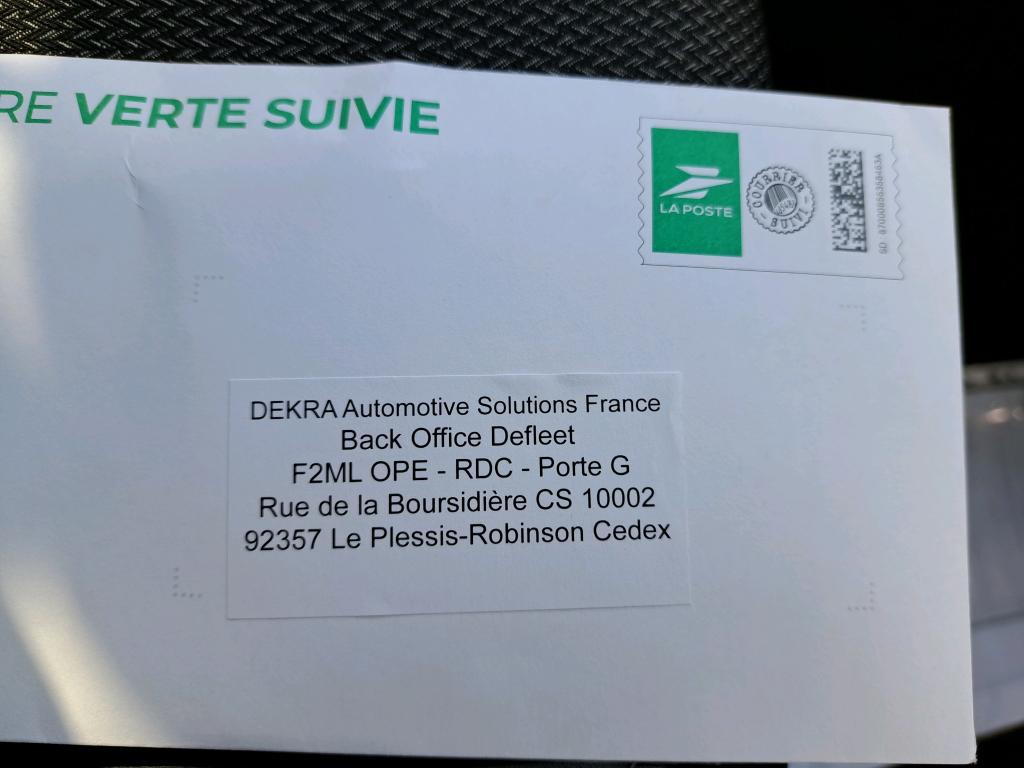 RE VERTE SUIVIE
LA POSTE
COURRIER
SUIVI
DEKRA Automotive Solutions France
Back Office Defleet
F2ML OPE - RDC - Porte G
Rue de la Boursidière CS 10002
92357 Le Plessis-Robinson Cedex